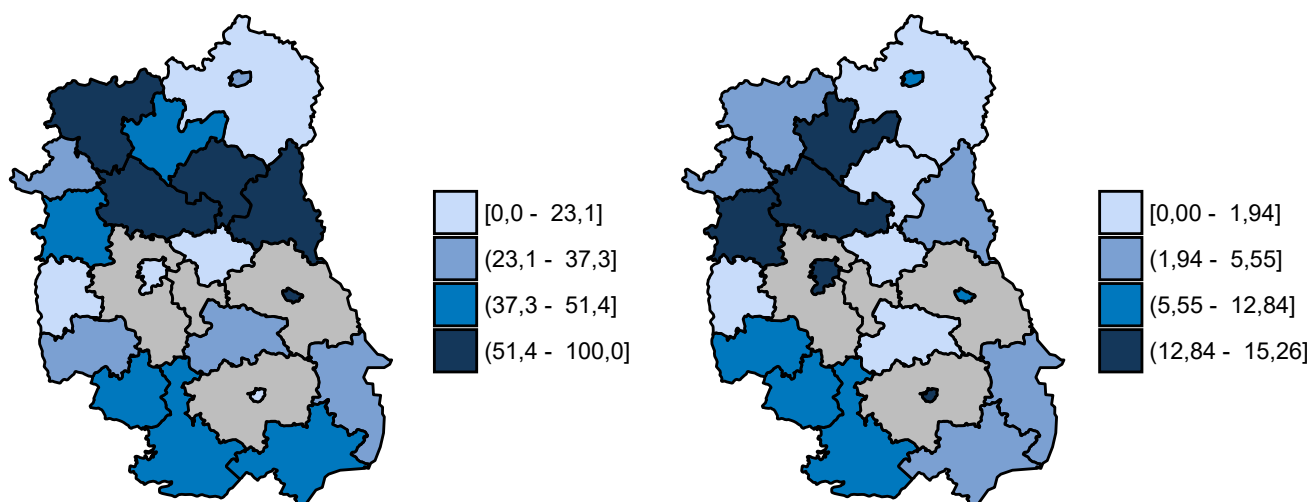 [0,0 - 23,1]
(23,1 - 37,3]
(37,3 - 51,4]
(51,4 - 100,0]
[0,00 - 1,94]
(1,94 - 5,55]
(5,55 - 12,84]
(12,84 - 15,26]